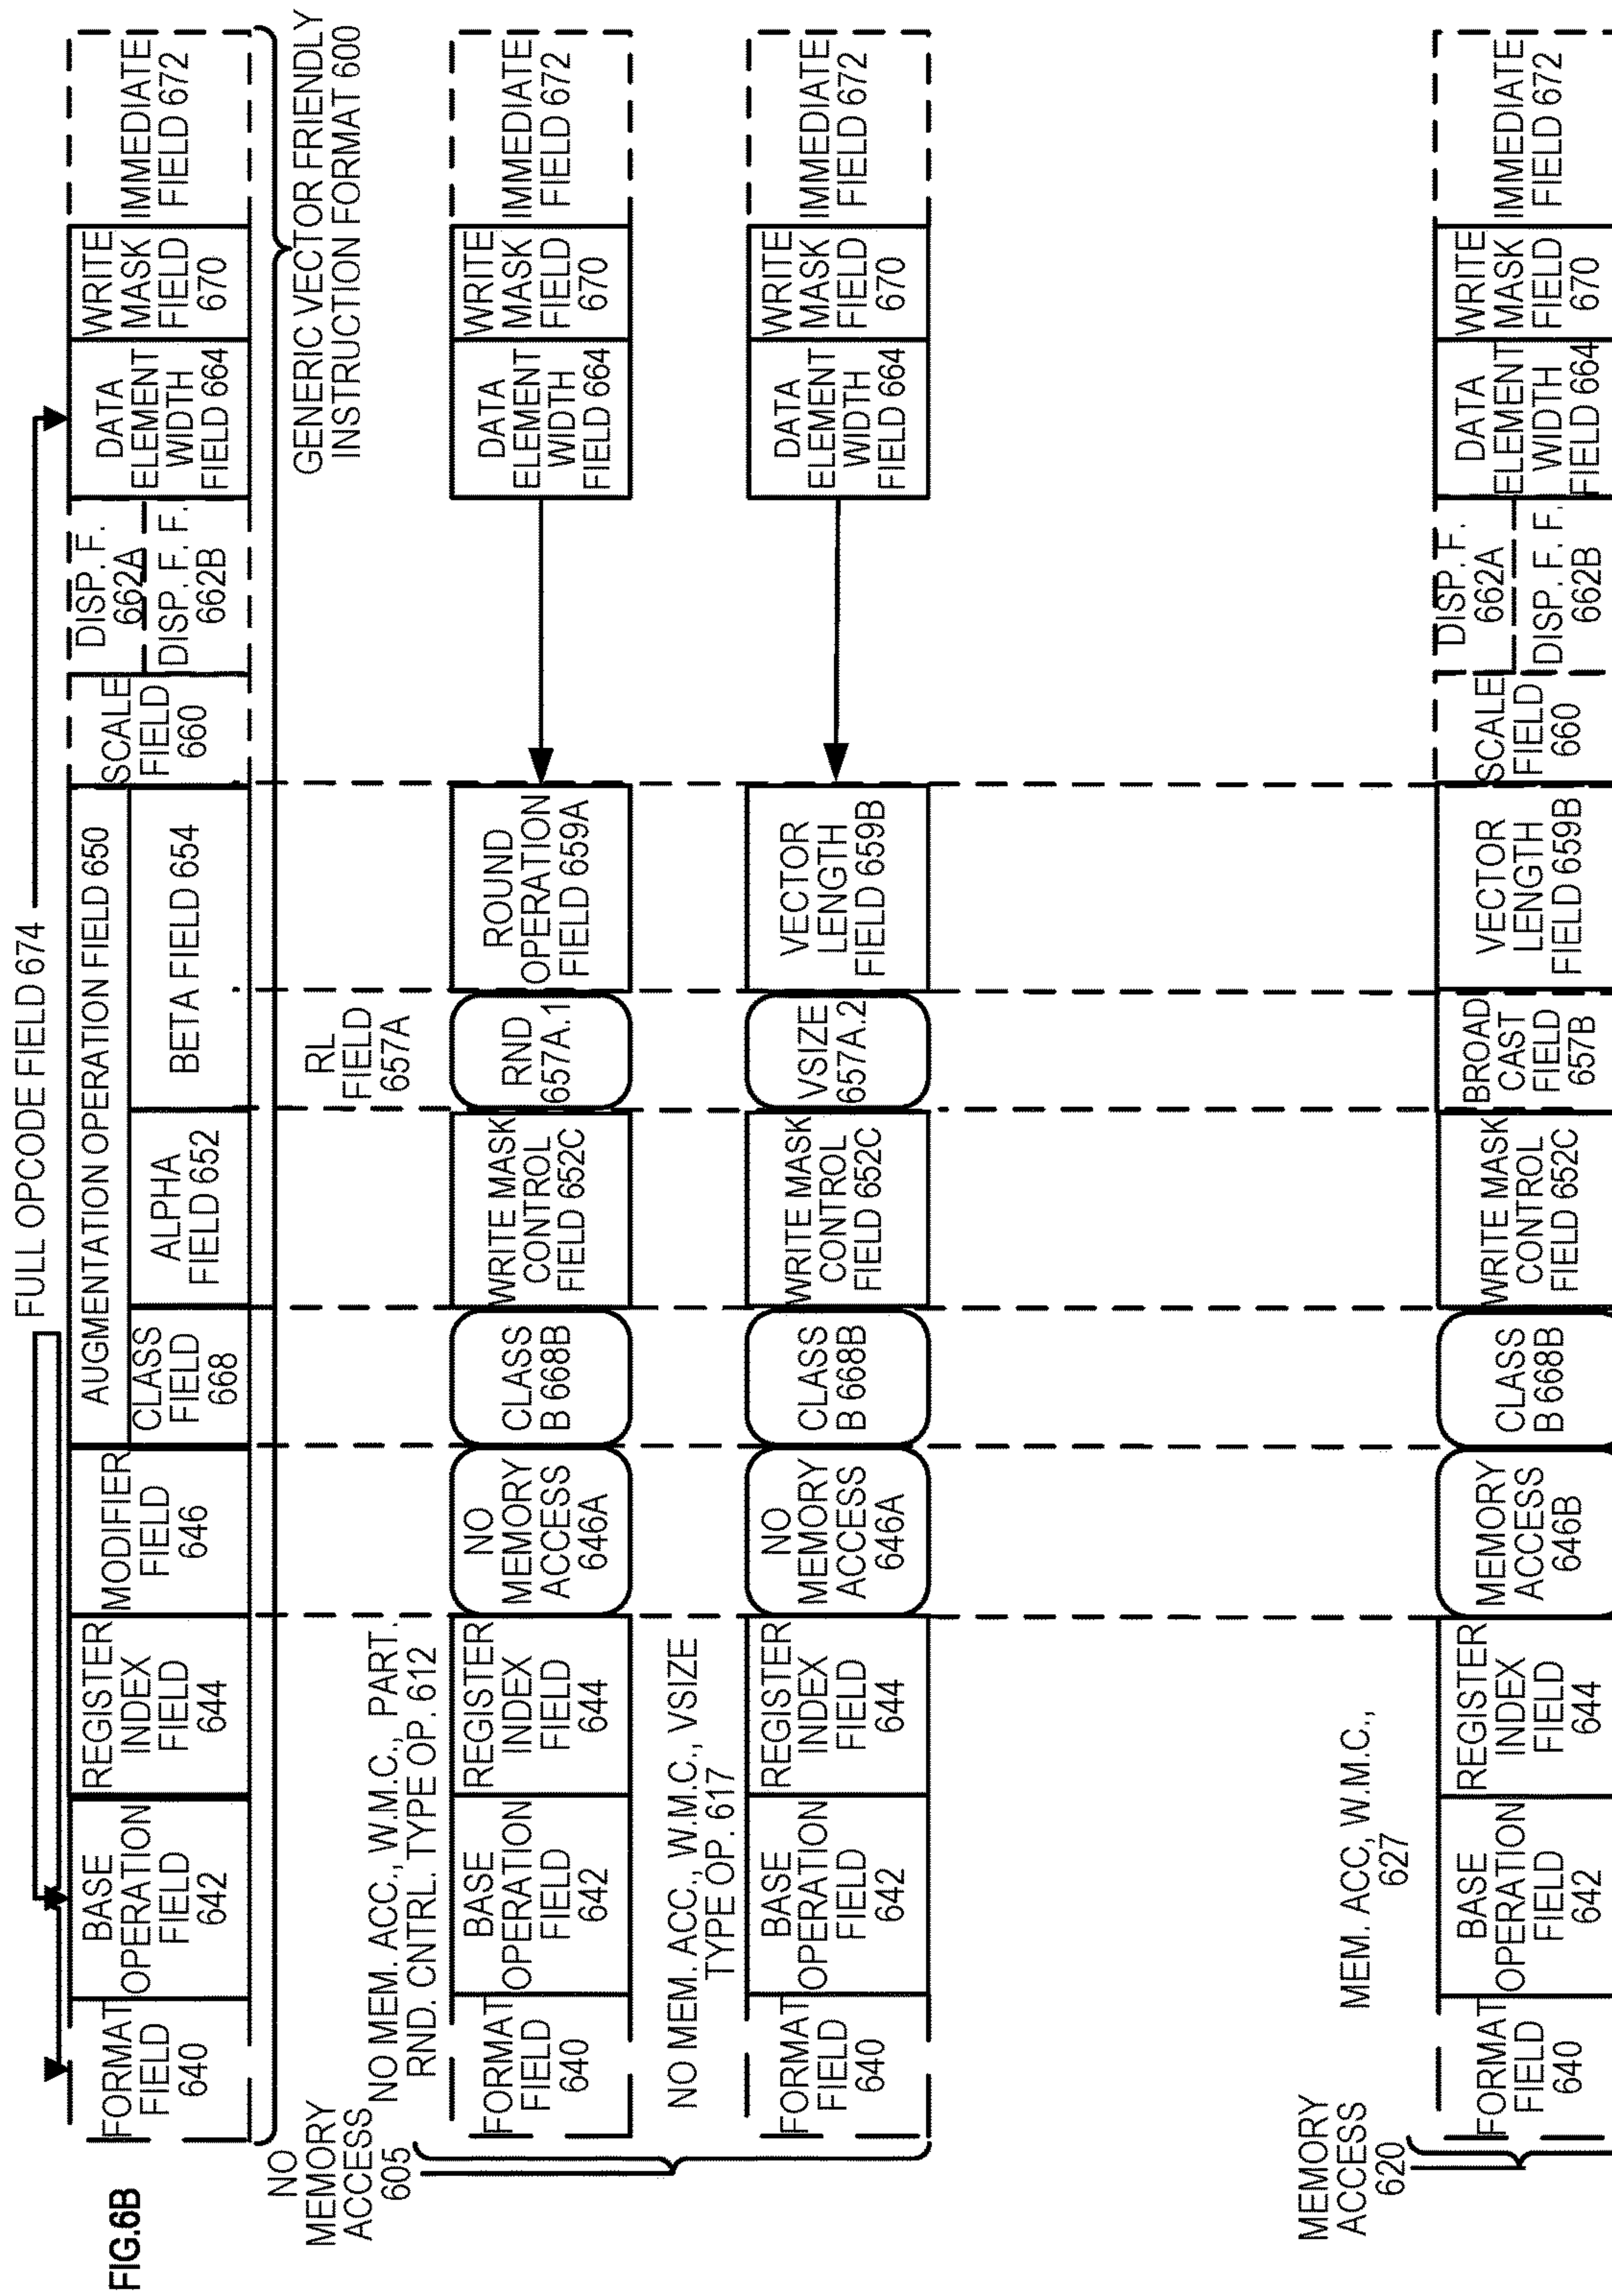 FIG.6B
FULL OPCODE FIELD 674
FORMAT
FIELD
640
BASE
OPERATION
FIELD
642
REGISTER
INDEX
FIELD
644
MODIFIER
FIELD
646
AUGMENTATION OPERATION FIELD 650
CLASS
FIELD
668
ALPHA
FIELD 652
BETA FIELD 654
SCALE
FIELD
660
DISP. F.
662A
DISP. F. F.
662B
DATA
ELEMENT
WIDTH
FIELD 664
WRITE
MASK
FIELD
670
IMMEDIATE
FIELD 672
GENERIC VECTOR FRIENDLY
INSTRUCTION FORMAT 600
NO
MEMORY
ACCESS
605
NO MEM. ACC., W.M.C., PART.
RND. CNTRL. TYPE OP. 612
RL
FIELD
657A
FORMAT
FIELD
640
BASE
OPERATION
FIELD
642
REGISTER
INDEX
FIELD
644
NO
MEMORY
ACCESS
646A
CLASS
B 668B
WRITE MASK
CONTROL
FIELD 652C
RND
657A.1
ROUND
OPERATION
FIELD 659A
DATA
ELEMENT
WIDTH
FIELD 664
WRITE
MASK
FIELD
670
IMMEDIATE
FIELD 672
NO MEM. ACC., W.M.C., VSIZE
TYPE OP. 617
FORMAT
FIELD
640
BASE
OPERATION
FIELD
642
REGISTER
INDEX
FIELD
644
NO
MEMORY
ACCESS
646A
CLASS
B 668B
WRITE MASK
CONTROL
FIELD 652C
VSIZE
657A.2
VECTOR
LENGTH
FIELD 659B
DATA
ELEMENT
WIDTH
FIELD 664
WRITE
MASK
FIELD
670
IMMEDIATE
FIELD 672
MEMORY
ACCESS
620
MEM. ACC, W.M.C.,
627
FORMAT
FIELD
640
BASE
OPERATION
FIELD
642
REGISTER
INDEX
FIELD
644
MEMORY
ACCESS
646B
CLASS
B 668B
WRITE MASK
CONTROL
FIELD 652C
BROAD
CAST
FIELD
657B
VECTOR
LENGTH
FIELD 659B
SCALE
FIELD
660
DISP. F.
662A
DISP. F. F.
662B
DATA
ELEMENT
WIDTH
FIELD 664
WRITE
MASK
FIELD
670
IMMEDIATE
FIELD 672